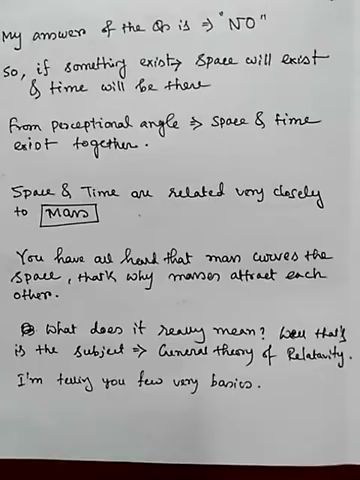 My answer of the Qs is ⇒ "NO"
So, if something exist → space will exist
& time will be there
From perceptional angle ⇒ space & time
exist together.
Space & Time are related very closely
to Mass
You have all heard that mass curves the
space, that's why masses attract each
other.
What does it really mean? Well that's
is the subject ⇒ General theory of Relativity.
I'm telling you few very basics.